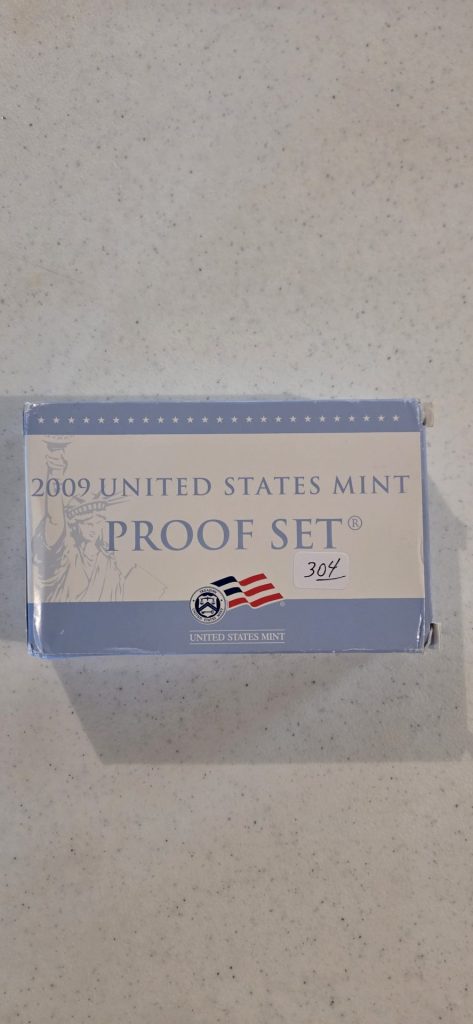 2009 UNITED STATES MINT
PROOF SET®
304
UNITED STATES MINT